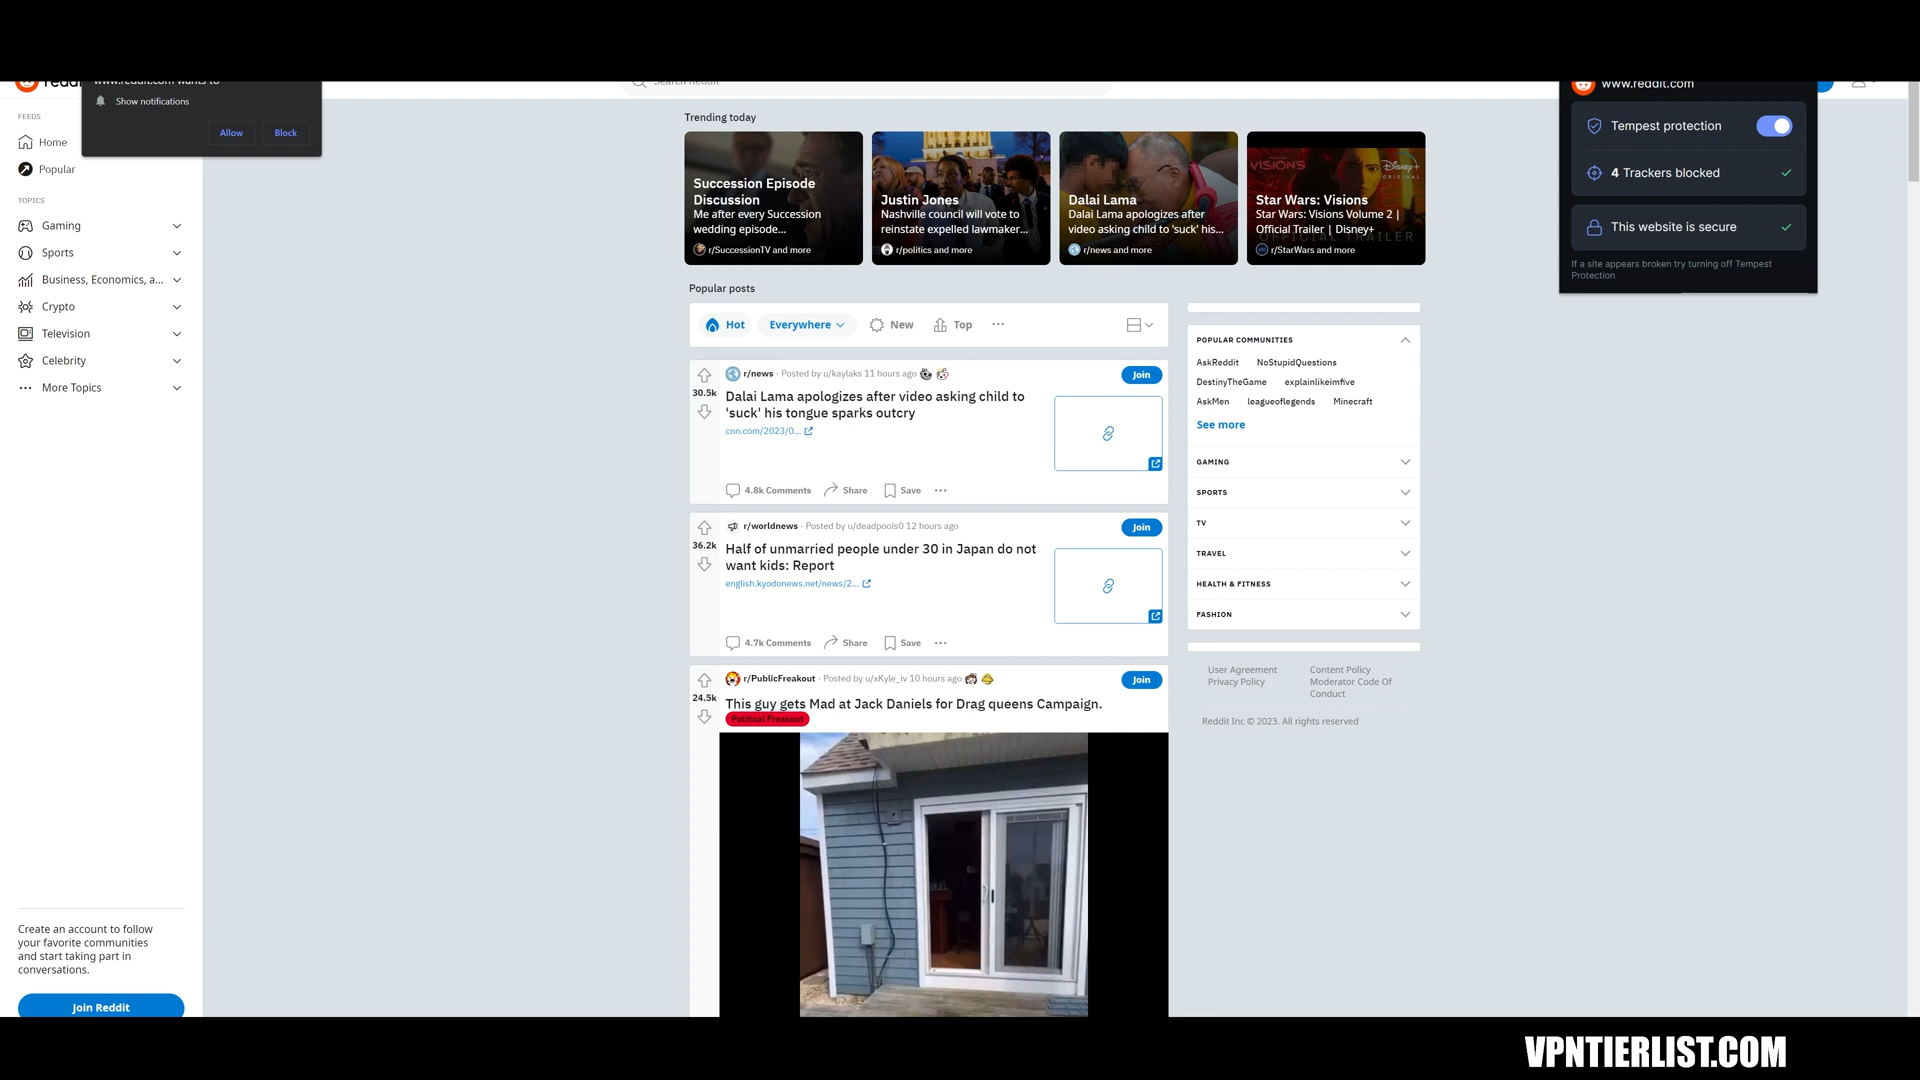 reddit
www.reddit.com wants to
Show notifications
Allow
Block
Search Reddit
FEEDS
Home
Popular
TOPICS
Gaming
Sports
Business, Economics, a...
Crypto
Television
Celebrity
More Topics
Create an account to follow
your favorite communities
and start taking part in
conversations.
Join Reddit
Trending today
Succession Episode
Discussion
Me after every Succession
wedding episode...
r/SuccessionTV and more
Justin Jones
Nashville council will vote to
reinstate expelled lawmaker...
r/politics and more
Dalai Lama
Dalai Lama apologizes after
video asking child to 'suck' his...
r/news and more
VISIONS
Disney+
ORIGINAL
Star Wars: Visions
Star Wars: Visions Volume 2 |
Official Trailer | Disney+
OFFICIAL TRAILER
r/StarWars and more
Popular posts
Hot
Everywhere
New
Top
r/news · Posted by u/kaylaks 11 hours ago
Join
30.5k
Dalai Lama apologizes after video asking child to
'suck' his tongue sparks outcry
cnn.com/2023/0...
4.8k Comments
Share
Save
r/worldnews · Posted by u/deadpools0 12 hours ago
Join
36.2k
Half of unmarried people under 30 in Japan do not
want kids: Report
english.kyodonews.net/news/2...
4.7k Comments
Share
Save
r/PublicFreakout · Posted by u/xKyle_iv 10 hours ago
Join
24.5k
This guy gets Mad at Jack Daniels for Drag queens Campaign.
Political Freakout
POPULAR COMMUNITIES
AskReddit NoStupidQuestions
DestinyTheGame explainlikeimfive
AskMen leagueoflegends Minecraft
See more
GAMING
SPORTS
TV
TRAVEL
HEALTH & FITNESS
FASHION
User Agreement
Privacy Policy
Content Policy
Moderator Code Of
Conduct
Reddit Inc © 2023. All rights reserved
www.reddit.com
Tempest protection
4 Trackers blocked
This website is secure
If a site appears broken try turning off Tempest
Protection
VPNTIERLIST.COM